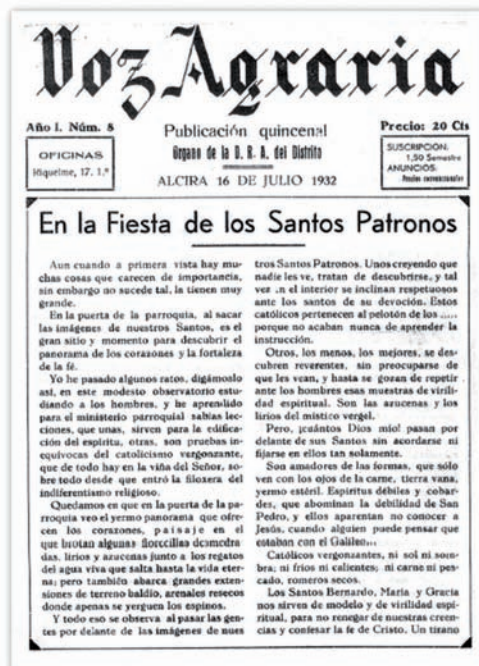 Voz Agraria
Año I. Núm. 8
Publicación quincenal
Precio: 20 Cts
OFICINAS
Riquelme, 17. 1.º
Organo de la D. R. A. del Distrito
ALCIRA 16 DE JULIO 1932
SUSCRIPCION:
1,50 Semestre
ANUNCIOS:
Precios convencionales
En la Fiesta de los Santos Patronos
Aun cuando a primera vista hay mu-
chas cosas que carecen de importancia,
sin embargo no sucede tal, la tienen muy
grande.
En la puerta de la parroquia, al sacar
las imágenes de nuestros Santos, es el
gran sitio y momento para descubrir el
panorama de los corazones y la fortaleza
de la fé.
Yo he pasado algunos ratos, digámoslo
así, en este modesto observatorio estu-
diando a los hombres, y he aprendido
para el ministerio parroquial sabias lec-
ciones, que unas, sirven para la edifica-
ción del espíritu, otras, son pruebas in-
equívocas del catolicismo vergonzante,
que de todo hay en la viña del Señor, so-
bre todo desde que entró la filoxera del
indiferentismo religioso.
Quedamos en que en la puerta de la pa-
rroquia veo el yermo panorama que ofre-
cen los corazones, paisaje en el
que brotan algunas florecillas desmedra-
das, lirios y azucenas junto a los regatos
del agua viva que salta hasta la vida eter-
na; pero también abarca grandes exten-
siones de terreno baldío, arenales resecos
donde apenas se yerguen los espinos.
Y todo eso se observa al pasar las gen-
tes por delante de las imágenes de nues
tros Santos Patronos. Unos creyendo que
nadie les ve, tratan de descubrirse, y tal
vez .n el interior se inclinan respetuosos
ante los santos de su devoción. Estos
católicos pertenecen al pelotón de los .....
porque no acaban nunca de aprender la
instrucción.
Otros, los menos, los mejores, se des-
cubren reverentes, sin preocuparse de
que les vean, y hasta se gozan de repetir
ante los hombres esas muestras de virili-
dad espiritual. Son las azucenas y los
lirios del místico vergel.
Pero, ¡cuántos Dios mio! pasan por
delante de sus Santos sin acordarse ni
fijarse en ellos tan solamente.
Son amadores de las formas, que sólo
ven con los ojos de la carne, tierra vana,
yermo estéril. Espíritus débiles y cobar-
des, que abominan la debilidad de San
Pedro, y ellos aparentan no conocer a
Jesús, cuando alguien puede pensar que
estaban con el Galileo...
Católicos vergonzantes, ni sol ni som-
bra; ni fríos ni calientes; ni carne ni pes-
cado, romeros secos.
Los Santos Bernardo, María y Gracia
nos sirven de modelo y de virilidad espi-
ritual, para no renegar de nuestras creen-
cias y confesar la fe de Cristo. Un tirano